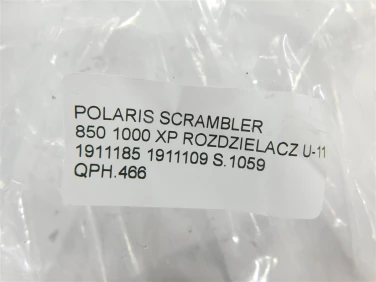 POLARIS SCRAMBLER
850 1000 XP ROZDZIELACZ U-11
1911185 1911109 S.1059
QPH.466